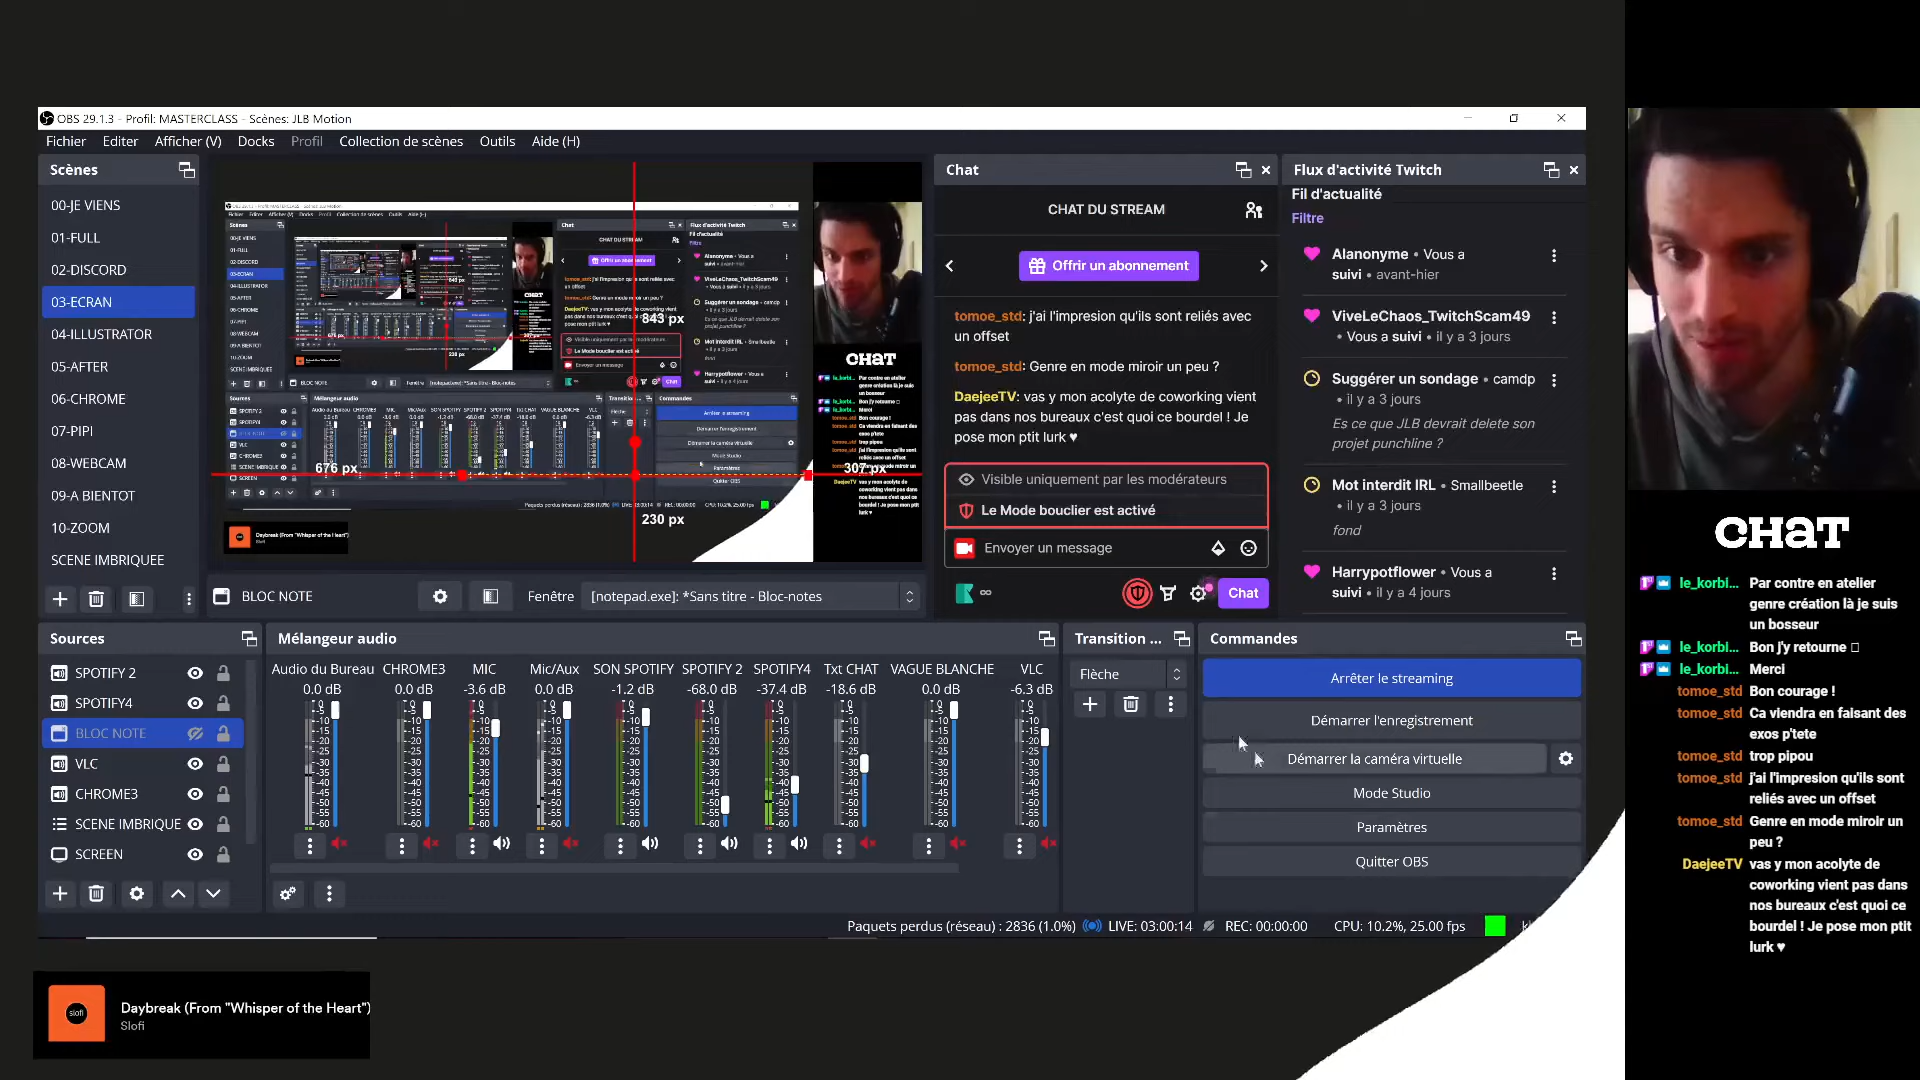 OBS 29.1.3 - Profil: MASTERCLASS - Scènes: JLB Motion
Fichier Editer Afficher (V) Docks Profil Collection de scènes Outils Aide (H)
Scènes
00-JE VIENS
01-FULL
02-DISCORD
03-ECRAN
04-ILLUSTRATOR
05-AFTER
06-CHROME
07-PIPI
08-WEBCAM
09-A BIENTOT
10-ZOOM
SCENE IMBRIQUEE
843 px
676 px
307 px
230 px
BLOC NOTE
Fenêtre
[notepad.exe]: *Sans titre - Bloc-notes
Chat
CHAT DU STREAM
Offrir un abonnement
tomoe_std: j'ai l'impresion qu'ils sont reliés avec
un offset
tomoe_std: Genre en mode miroir un peu ?
DaejeeTV: vas y mon acolyte de coworking vient
pas dans nos bureaux c'est quoi ce bourdel ! Je
pose mon ptit lurk ♥
Visible uniquement par les modérateurs
Le Mode bouclier est activé
Envoyer un message
∞
Chat
Flux d'activité Twitch
Fil d'actualité
Filtre
Alanonyme • Vous a
suivi • avant-hier
ViveLeChaos_TwitchScam49
• Vous a suivi • il y a 3 jours
Suggérer un sondage • camdp
• il y a 3 jours
Es ce que JLB devrait delete son
projet punchline ?
Mot interdit IRL • Smallbeetle
• il y a 3 jours
fond
Harrypotflower • Vous a
suivi • il y a 4 jours
Sources
SPOTIFY 2
SPOTIFY4
BLOC NOTE
VLC
CHROME3
SCENE IMBRIQUE
SCREEN
Mélangeur audio
Audio du Bureau CHROME3 MIC Mic/Aux SON SPOTIFY SPOTIFY 2 SPOTIFY4 Txt CHAT VAGUE BLANCHE VLC
0.0 dB 0.0 dB -3.6 dB 0.0 dB -1.2 dB -68.0 dB -37.4 dB -18.6 dB 0.0 dB -6.3 dB
Transition ...
Flèche
Commandes
Arrêter le streaming
Démarrer l'enregistrement
Démarrer la caméra virtuelle
Mode Studio
Paramètres
Quitter OBS
Paquets perdus (réseau) : 2836 (1.0%) LIVE: 03:00:14 REC: 00:00:00 CPU: 10.2%, 25.00 fps
slofi
Daybreak (From "Whisper of the Heart")
Slofi
CHAT
le_korbi... Par contre en atelier
genre création là je suis
un bosseur
le_korbi... Bon j'y retourne
le_korbi... Merci
tomoe_std Bon courage !
tomoe_std Ca viendra en faisant des
exos p'tete
tomoe_std trop pipou
tomoe_std j'ai l'impresion qu'ils sont
reliés avec un offset
tomoe_std Genre en mode miroir un
peu ?
DaejeeTV vas y mon acolyte de
coworking vient pas dans
nos bureaux c'est quoi ce
bourdel ! Je pose mon ptit
lurk ♥